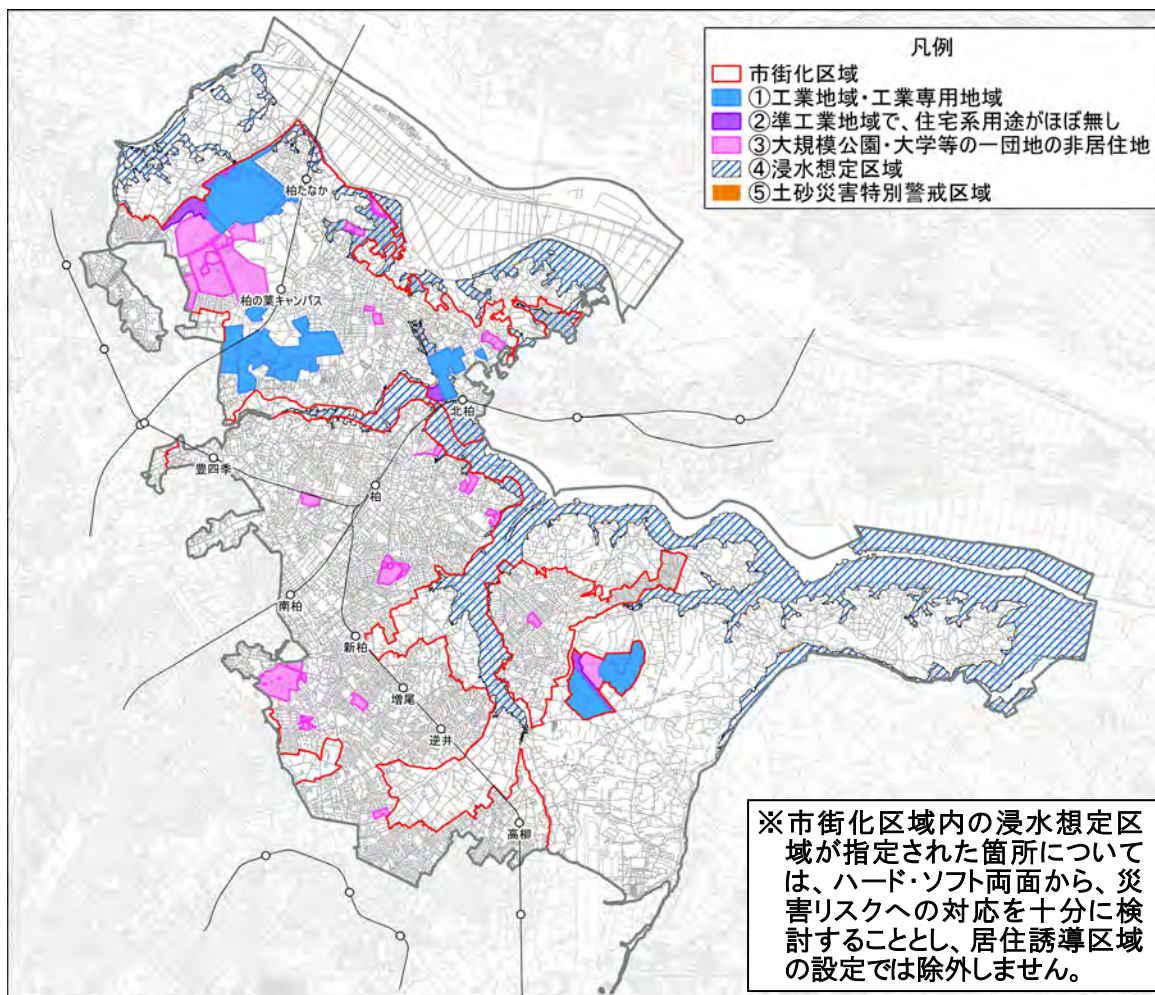 凡例
市街化区域
①工業地域・工業専用地域
②準工業地域で、住宅系用途がほぼ無し
③大規模公園・大学等の一団地の非居住地
④浸水想定区域
⑤土砂災害特別警戒区域
柏たなか
柏の葉キャンパス
北柏
豊四季
柏
南柏
新柏
増尾
逆井
高柳
※市街化区域内の浸水想定区
域が指定された箇所について
は、ハード・ソフト両面から、災
害リスクへの対応を十分に検
討することとし、居住誘導区域
の設定では除外しません。